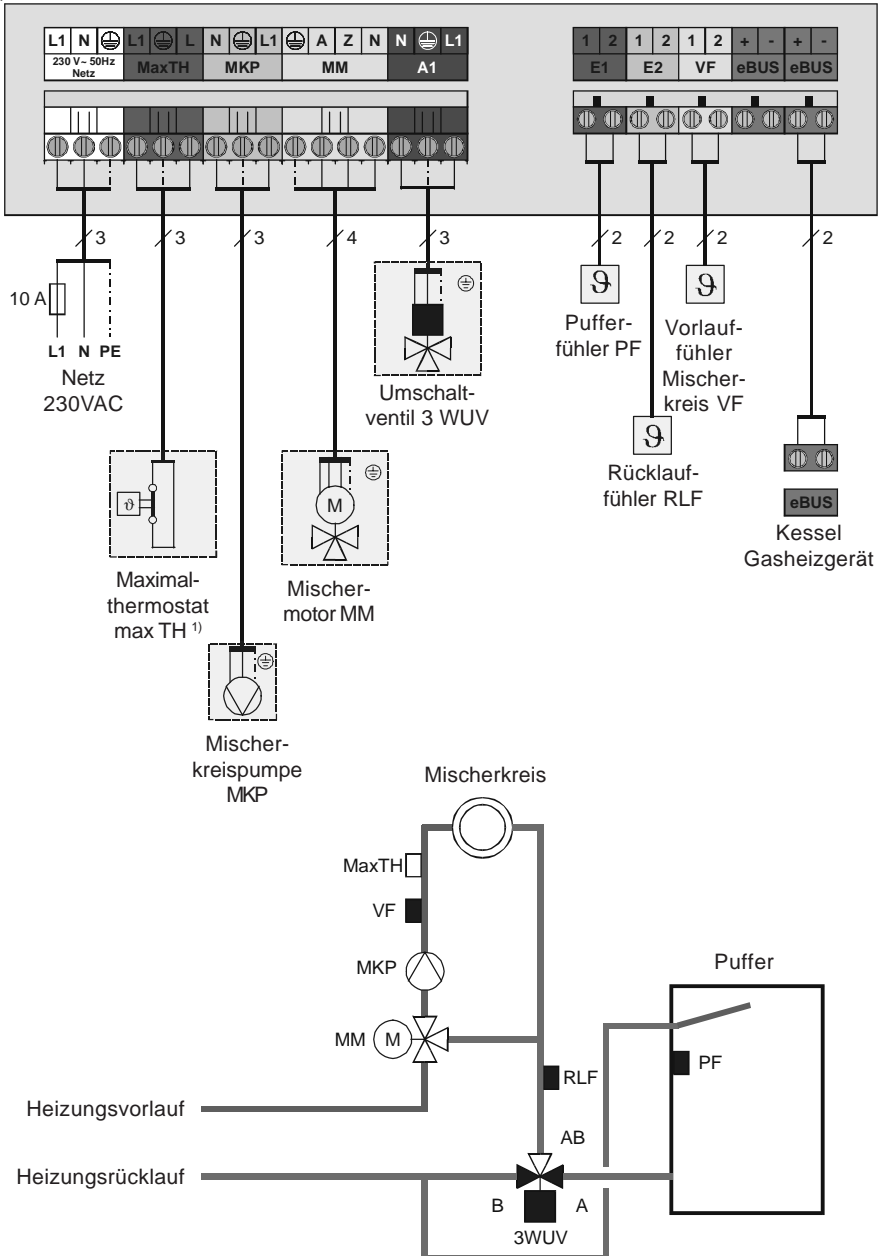 L1 N L1 L N L1 A Z N N L1
230 V~ 50Hz Netz MaxTH MKP MM A1
1 2 1 2 1 2 + - + -
E1 E2 VF eBUS eBUS
3 3 3 4 3 2 2 2 2
10 A
L1 N PE
Netz
230VAC
ϑ
Maximal-
thermostat
max TH 1)
Mischer-
kreispumpe
MKP
M
Mischer-
motor MM
Umschalt-
ventil 3 WUV
ϑ
Puffer-
fühler PF
ϑ
Rücklauf-
fühler RLF
ϑ
Vorlauf-
fühler
Mischer-
kreis VF
eBUS
Kessel
Gasheizgerät
Mischerkreis
MaxTH
VF
MKP
MM M
Puffer
PF
RLF
Heizungsvorlauf
AB
Heizungsrücklauf
B A
3WUV